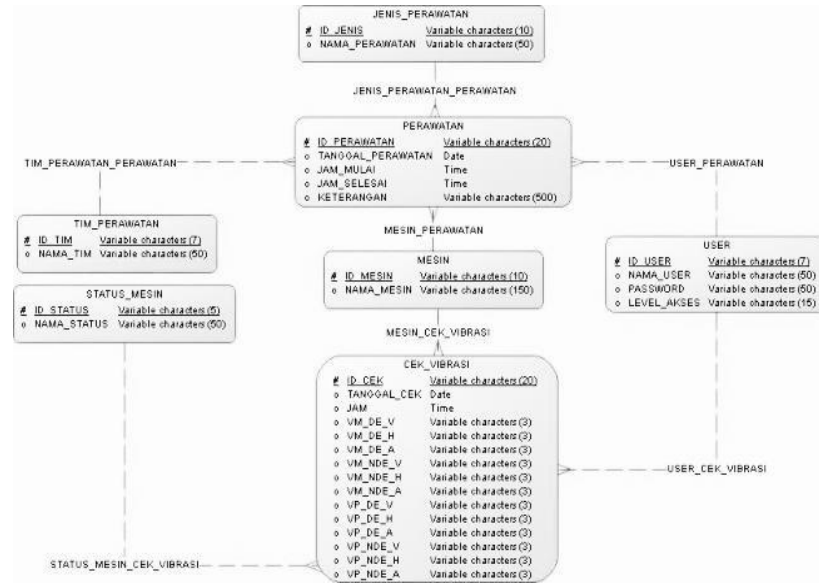 JENIS_PERAWATAN
# ID_JENIS Variable characters (10)
o NAMA_PERAWATAN Variable characters (50)
JENIS_PERAWATAN_PERAWATAN
PERAWATAN
# ID_PERAWATAN Variable characters (20)
o TANGGAL_PERAWATAN Date
o JAM_MULAI Time
o JAM_SELESAI Time
o KETERANGAN Variable characters (500)
TIM_PERAWATAN_PERAWATAN
USER_PERAWATAN
TIM_PERAWATAN
# ID_TIM Variable characters (7)
o NAMA_TIM Variable characters (50)
MESIN_PERAWATAN
MESIN
# ID_MESIN Variable characters (10)
o NAMA_MESIN Variable characters (150)
USER
# ID_USER Variable characters (7)
o NAMA_USER Variable characters (50)
o PASSWORD Variable characters (50)
o LEVEL_AKSES Variable characters (15)
STATUS_MESIN
# ID_STATUS Variable characters (5)
o NAMA_STATUS Variable characters (50)
MESIN_CEK_VIBRASI
CEK_VIBRASI
# ID_CEK Variable characters (20)
o TANGGAL_CEK Date
o JAM Time
o VM_DE_V Variable characters (3)
o VM_DE_H Variable characters (3)
o VM_DE_A Variable characters (3)
o VM_NDE_V Variable characters (3)
o VM_NDE_H Variable characters (3)
o VM_NDE_A Variable characters (3)
o VP_DE_V Variable characters (3)
o VP_DE_H Variable characters (3)
o VP_DE_A Variable characters (3)
o VP_NDE_V Variable characters (3)
o VP_NDE_H Variable characters (3)
o VP_NDE_A Variable characters (3)
USER_CEK_VIBRASI
STATUS_MESIN_CEK_VIBRASI